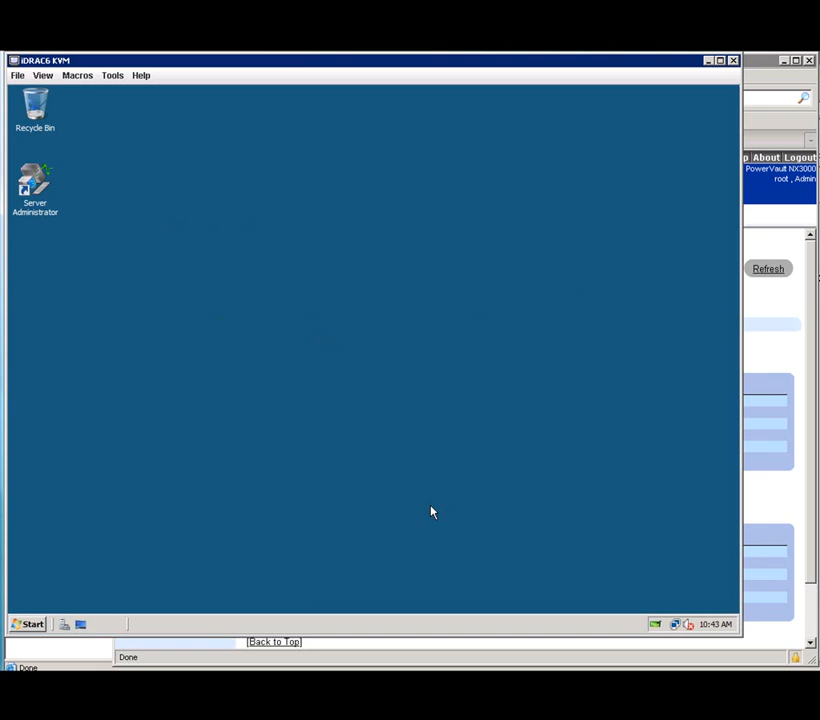 iDRAC6 KVM
File View Macros Tools Help
Recycle Bin
Server
Administrator
About Logout
PowerVault NX3000
root , Admin
Refresh
Start
10:43 AM
[Back to Top]
Done
Done